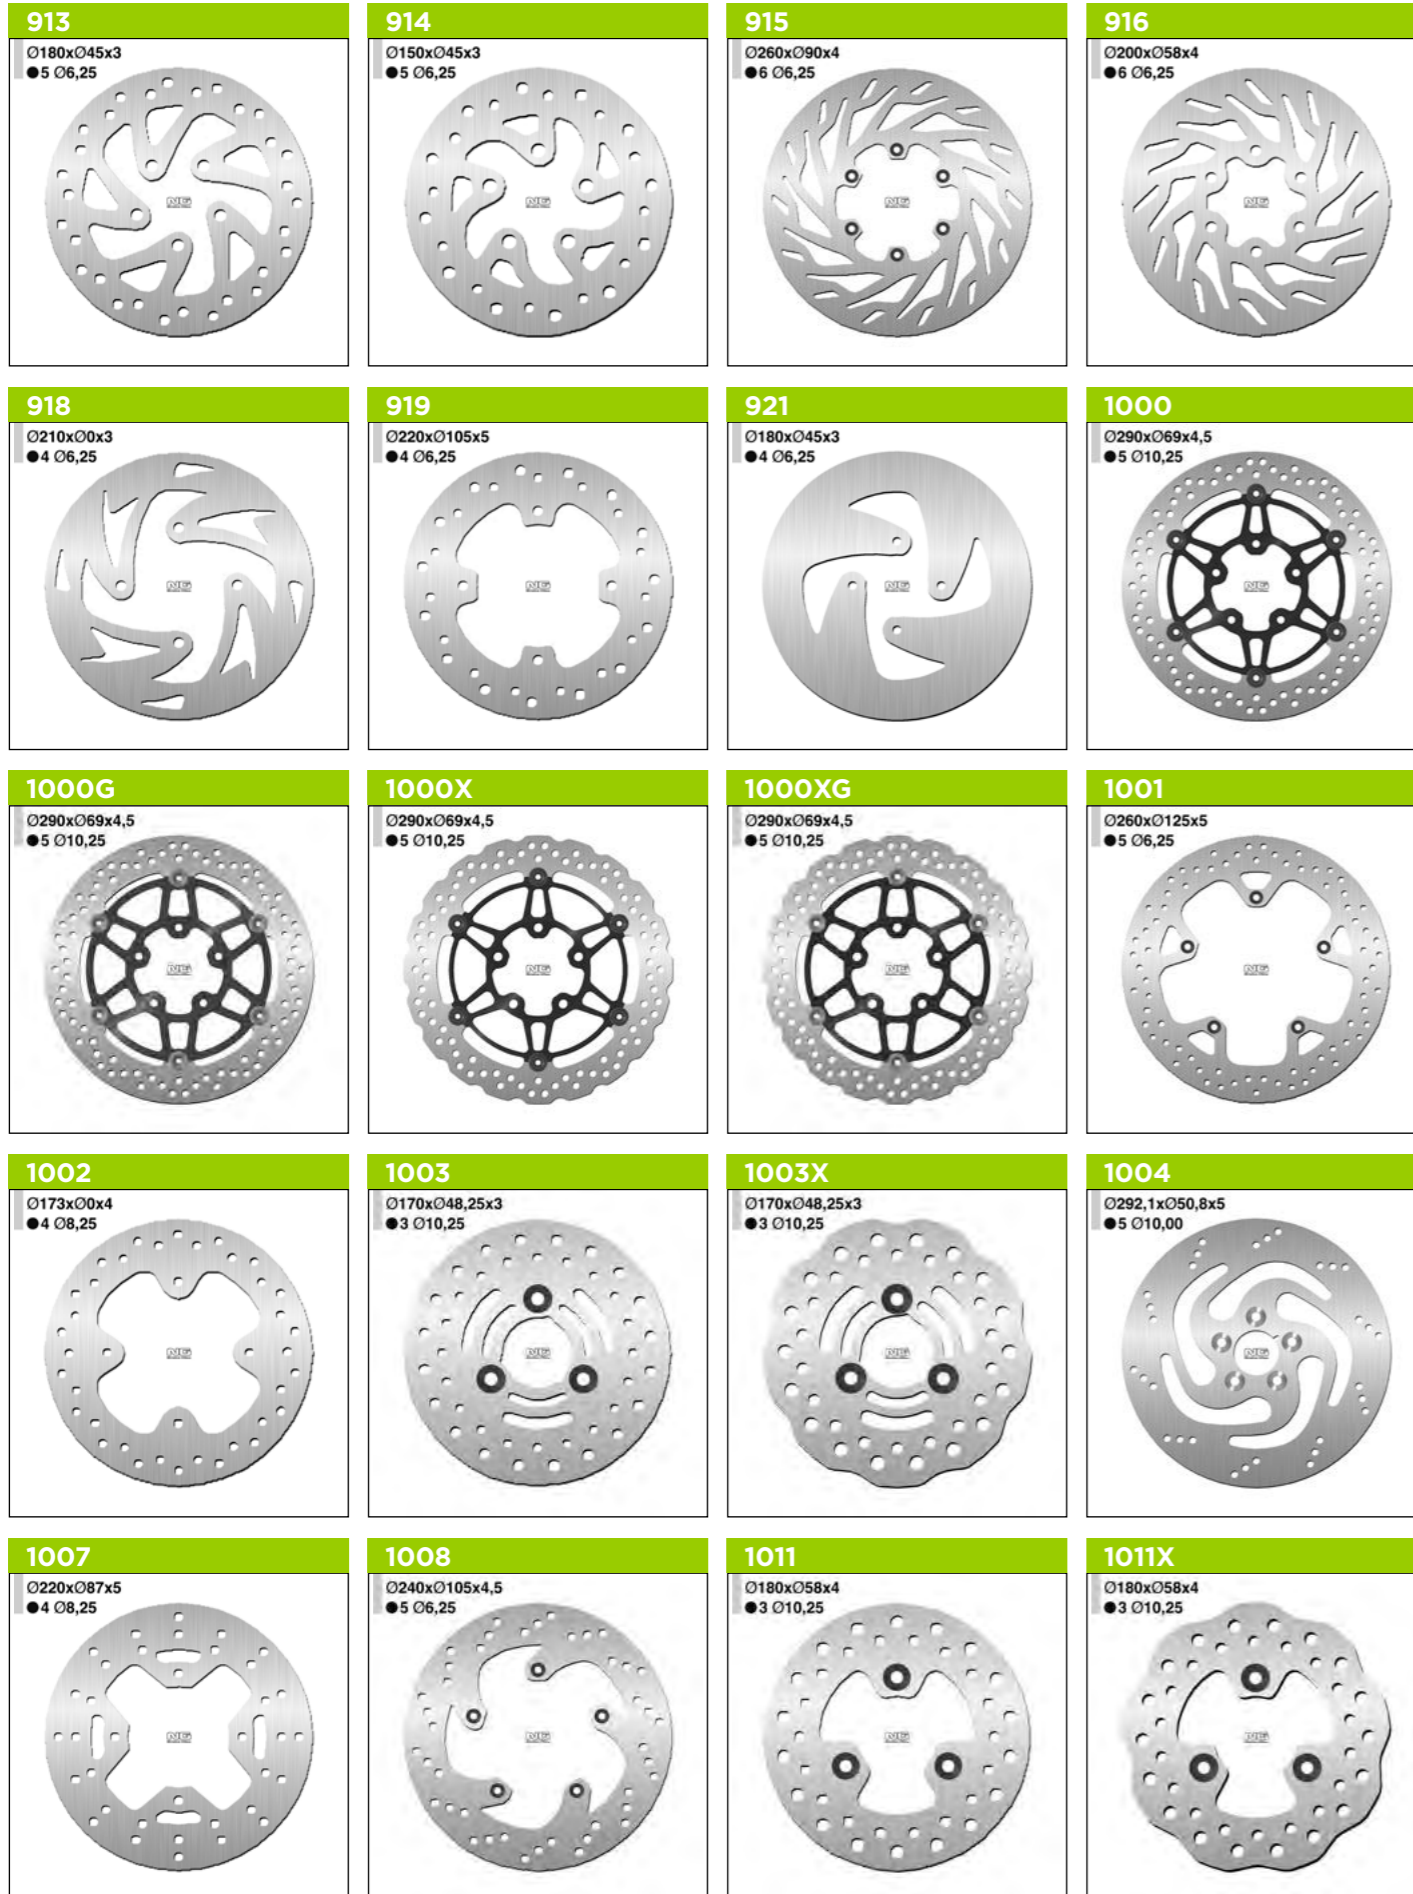 913
Ø180xØ45x3
●5 Ø6,25
914
Ø150xØ45x3
●5 Ø6,25
915
Ø260xØ90x4
●6 Ø6,25
916
Ø200xØ58x4
●6 Ø6,25
918
Ø210xØ0x3
●4 Ø6,25
919
Ø220xØ105x5
●4 Ø6,25
921
Ø180xØ45x3
●4 Ø6,25
1000
Ø290xØ69x4,5
●5 Ø10,25
1000G
Ø290xØ69x4,5
●5 Ø10,25
1000X
Ø290xØ69x4,5
●5 Ø10,25
1000XG
Ø290xØ69x4,5
●5 Ø10,25
1001
Ø260xØ125x5
●5 Ø6,25
1002
Ø173xØ0x4
●4 Ø8,25
1003
Ø170xØ48,25x3
●3 Ø10,25
1003X
Ø170xØ48,25x3
●3 Ø10,25
1004
Ø292,1xØ50,8x5
●5 Ø10,00
1007
Ø220xØ87x5
●4 Ø8,25
1008
Ø240xØ105x4,5
●5 Ø6,25
1011
Ø180xØ58x4
●3 Ø10,25
1011X
Ø180xØ58x4
●3 Ø10,25